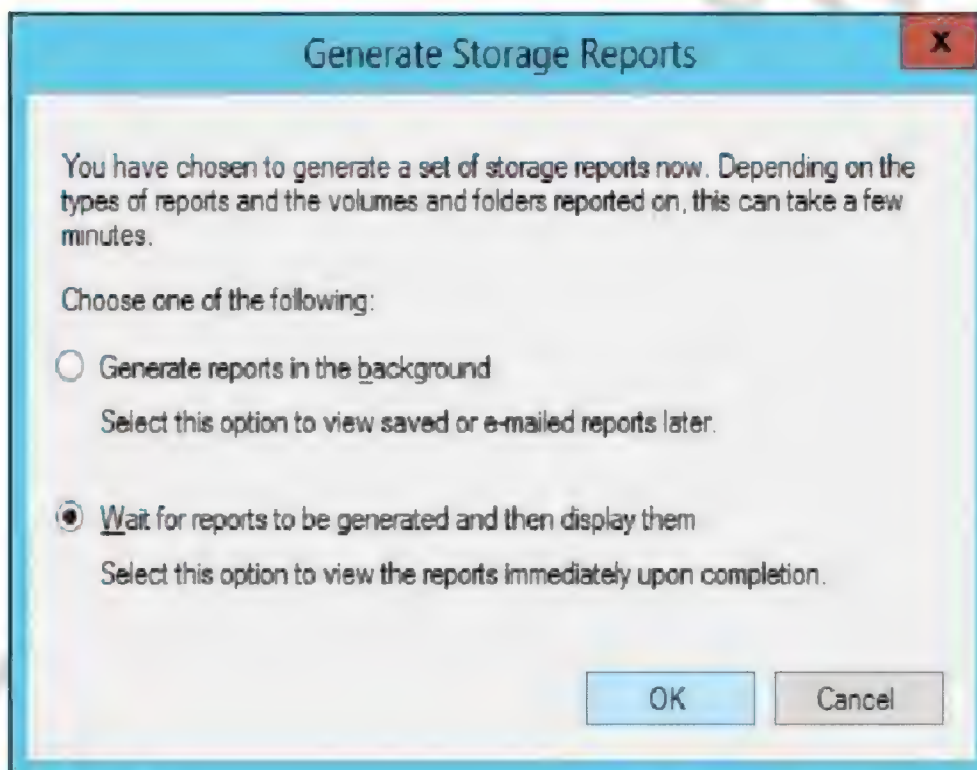 Generate Storage Reports
x
You have chosen to generate a set of storage reports now. Depending on the
types of reports and the volumes and folders reported on, this can take a few
minutes.
Choose one of the following:
Generate reports in the background
Select this option to view saved or e-mailed reports later.
Wait for reports to be generated and then display them
Select this option to view the reports immediately upon completion.
OK Cancel